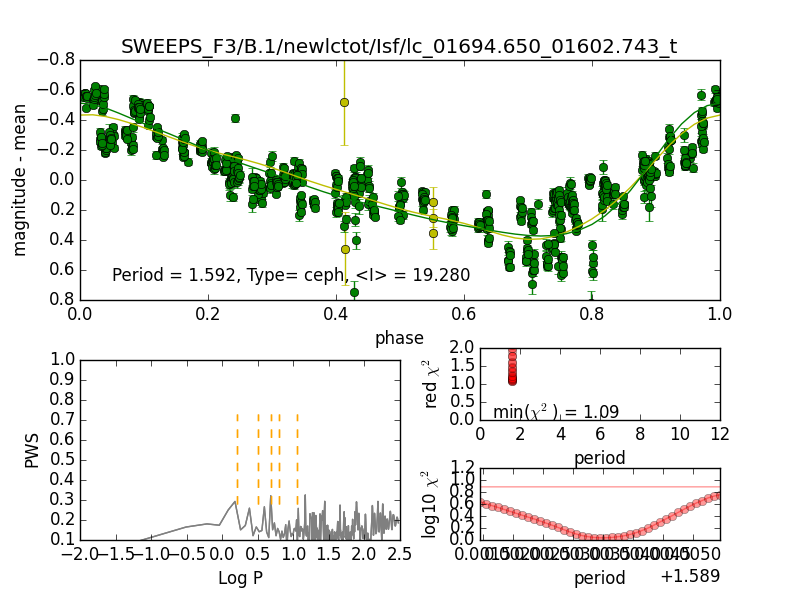 SWEEPS_F3/B.1/newlctot/Isf/lc_01694.650_01602.743_t
magnitude - mean
−0.8
−0.6
−0.4
−0.2
0.0
0.2
0.4
0.6
0.8
Period = 1.592, Type= ceph, <I> = 19.280
0.0 0.2 0.4 0.6 0.8 1.0
phase
PWS
1.0
0.9
0.8
0.7
0.6
0.5
0.4
0.3
0.2
0.1
−2.0 −1.5 −1.0 −0.5 0.0 0.5 1.0 1.5 2.0 2.5
Log P
red χ²
2.0
1.5
1.0
0.5
0.0
min(χ² ) = 1.09
0 2 4 6 8 10 12
period
log10 χ²
1.2
1.0
0.8
0.6
0.4
0.2
0.0
+1.589
period